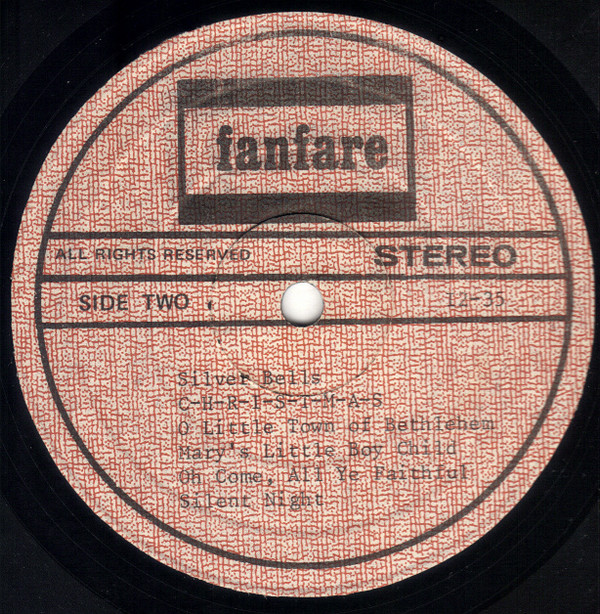 fanfare
ALL RIGHTS RESERVED STEREO
SIDE TWO LZ-35
Silver Bells
C-H-R-I-S-T-M-A-S
O Little Town of Bethlehem
Mary's Little Boy Child
Oh Come, All Ye Faithful
Silent Night